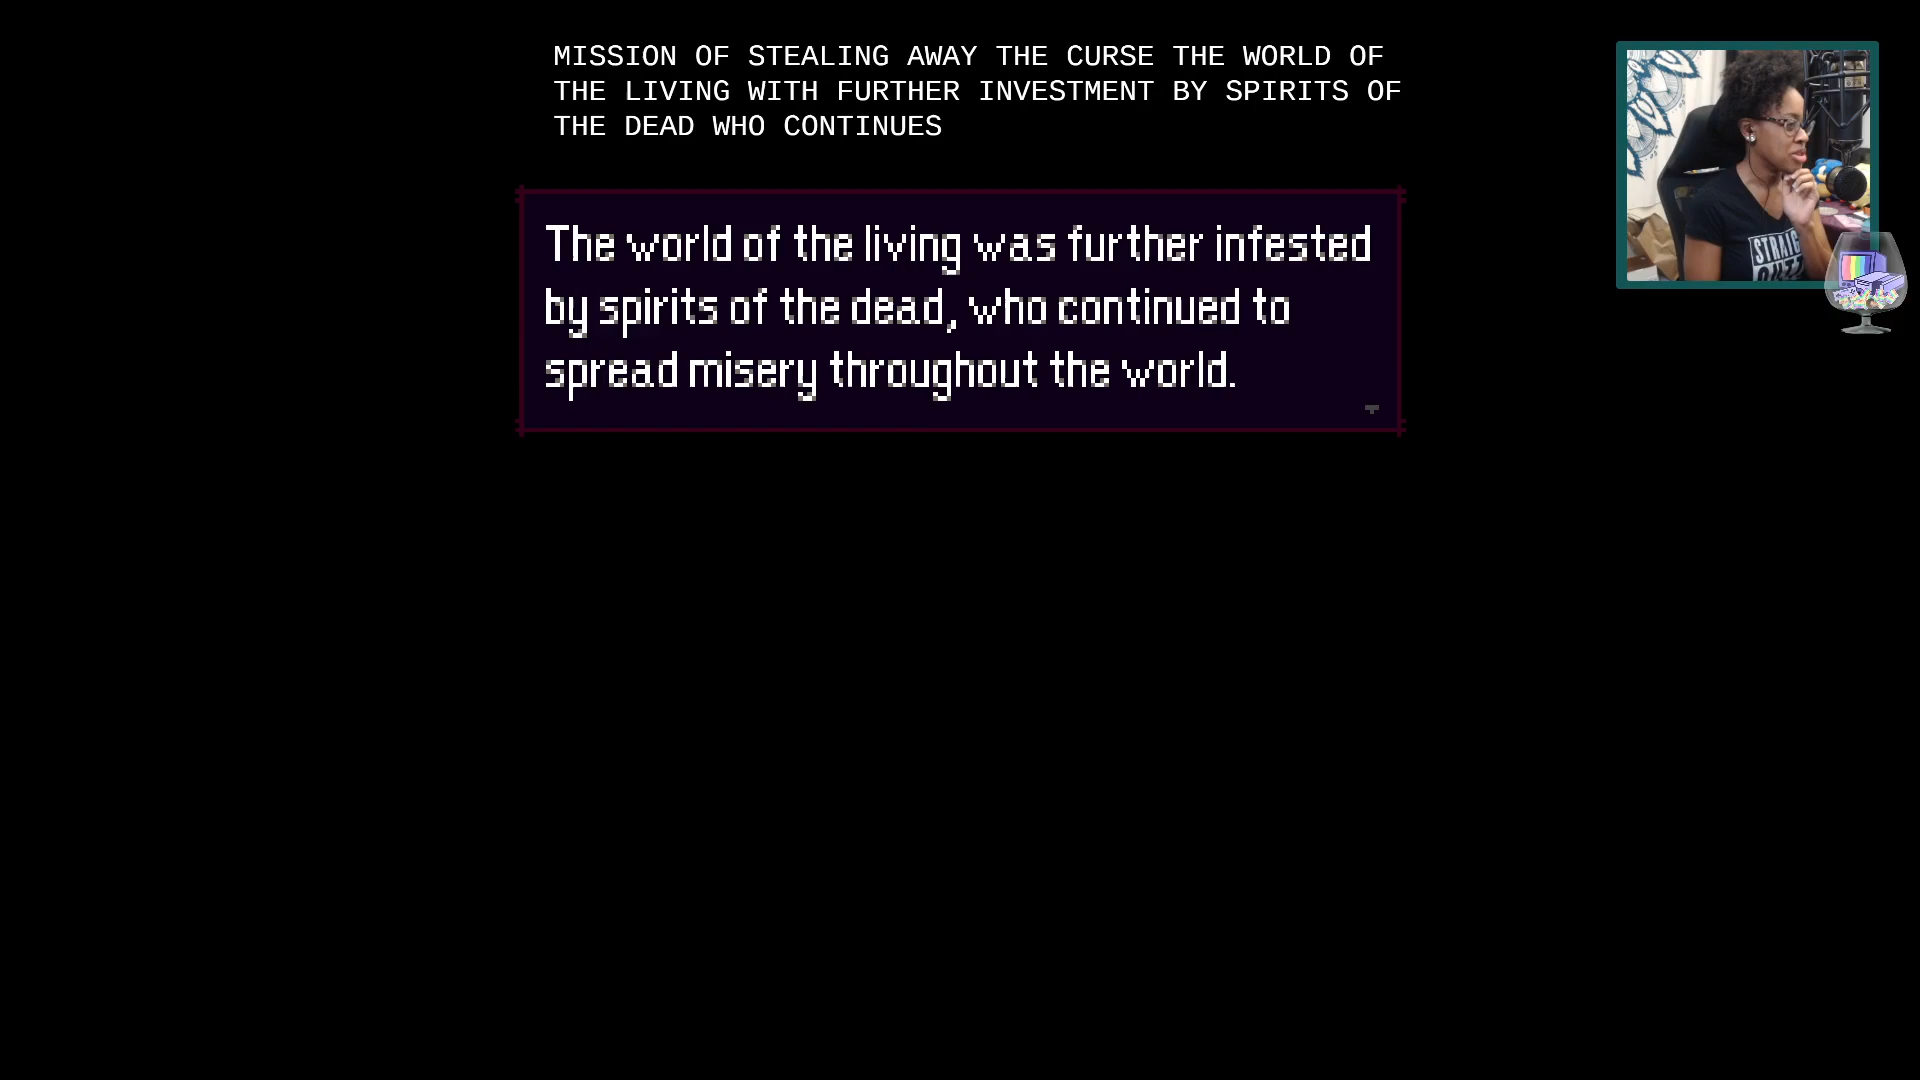 MISSION OF STEALING AWAY THE CURSE THE WORLD OF
THE LIVING WITH FURTHER INVESTMENT BY SPIRITS OF
THE DEAD WHO CONTINUES
The world of the living was further infested
by spirits of the dead, who continued to
spread misery throughout the world.